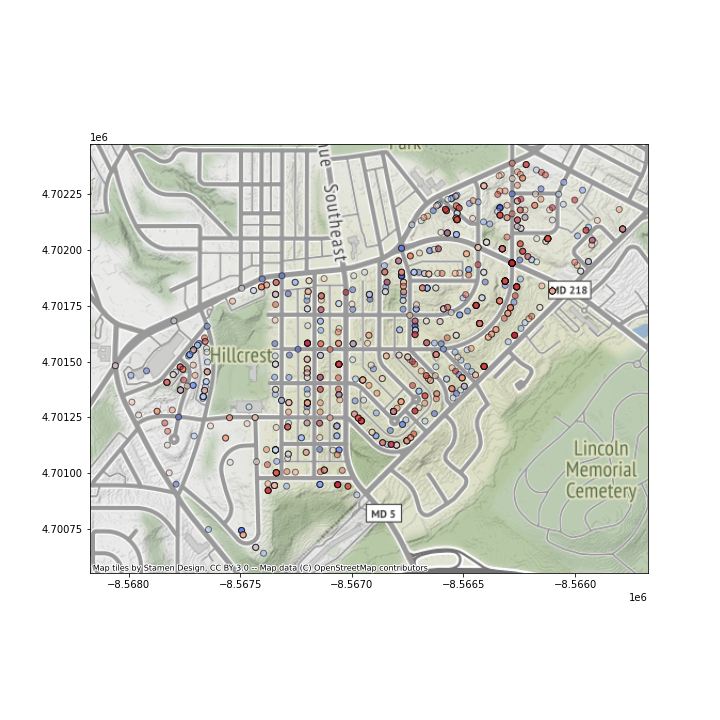 1e6
Park
ue Southeast
4.70225
4.70200
4.70175
4.70150
4.70125
4.70100
4.70075
MD 218
Hillcrest
Lincoln
Memorial
Cemetery
MD 5
Map tiles by Stamen Design, CC BY 3.0 -- Map data (C) OpenStreetMap contributors
−8.5680
−8.5675
−8.5670
−8.5665
−8.5660
1e6